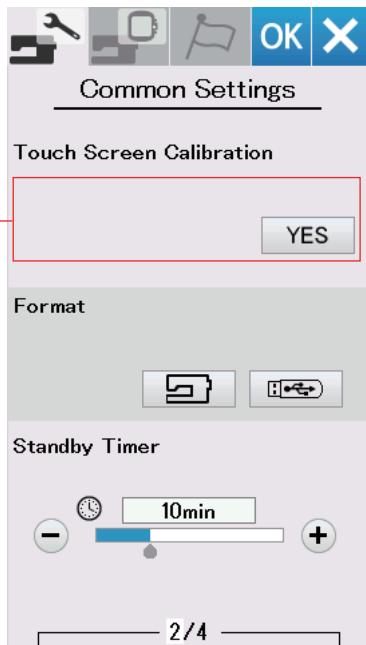 OK
Common Settings
Touch Screen Calibration
YES
Format
Standby Timer
10min
2/4